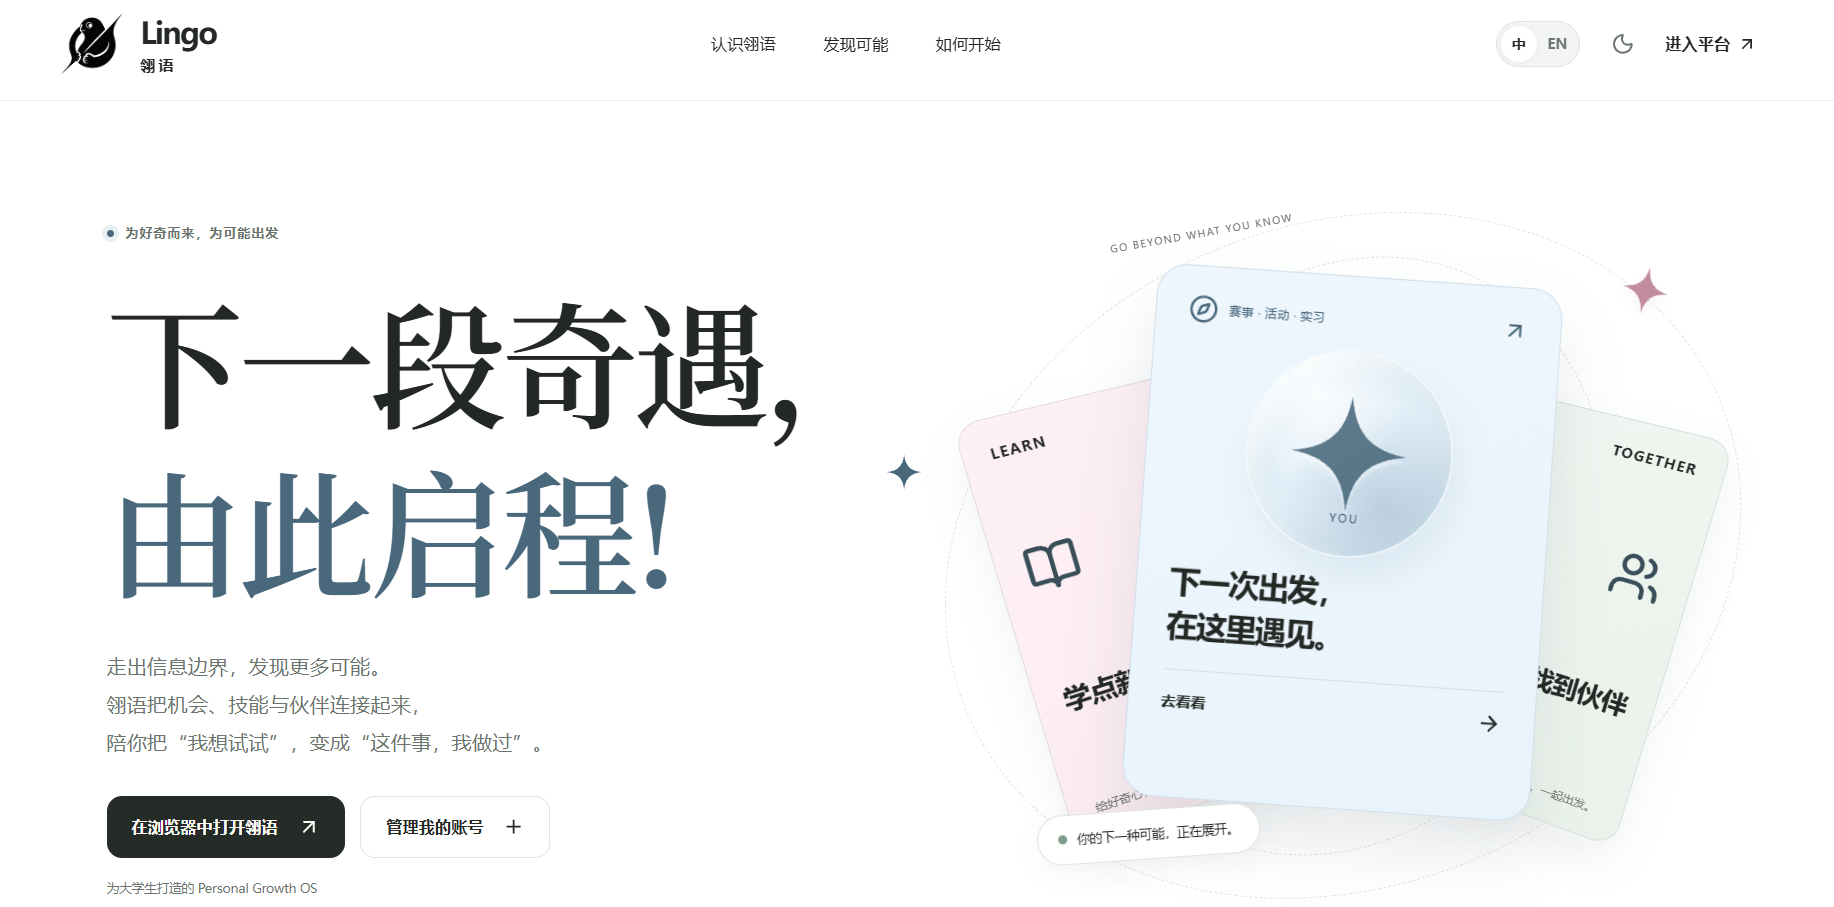 Lingo
翎语
认识翎语
发现可能
如何开始
中
EN
进入平台
为好奇而来，为可能出发
下一段奇遇,
由此启程!
走出信息边界，发现更多可能。
翎语把机会、技能与伙伴连接起来，
陪你把“我想试试”，变成“这件事，我做过”。
在浏览器中打开翎语
管理我的账号
为大学生打造的 Personal Growth OS
GO BEYOND WHAT YOU KNOW
LEARN
学点新
给好奇心
赛事 · 活动 · 实习
YOU
下一次出发，
在这里遇见。
去看看
TOGETHER
找到伙伴
，一起出发。
你的下一种可能，正在展开。